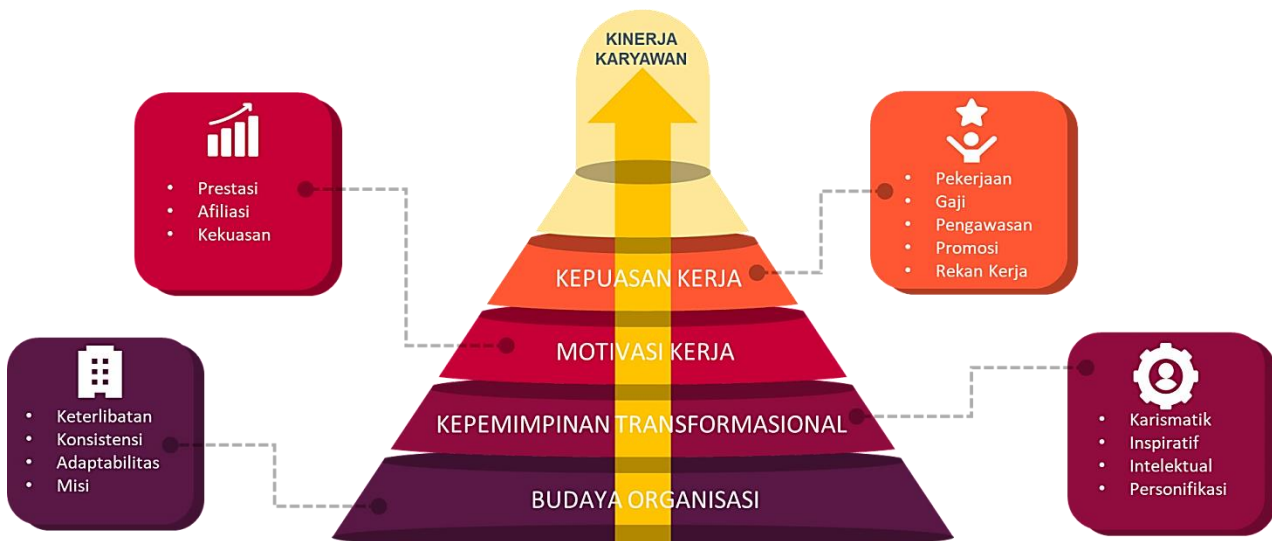 KINERJA
KARYAWAN
• Prestasi
• Afiliasi
• Kekuasan
• Pekerjaan
• Gaji
• Pengawasan
• Promosi
• Rekan Kerja
KEPUASAN KERJA
MOTIVASI KERJA
• Keterlibatan
• Konsistensi
• Adaptabilitas
• Misi
KEPEMIMPINAN TRANSFORMASIONAL
• Karismatik
• Inspiratif
• Intelektual
• Personifikasi
BUDAYA ORGANISASI